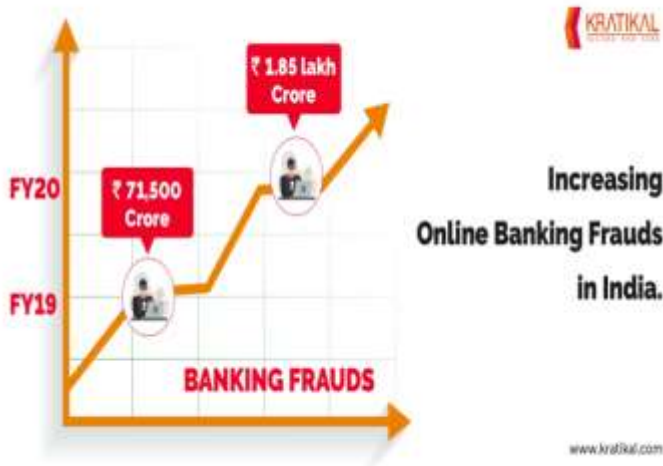 KRATIKAL
₹ 1.85 lakh
Crore
FY20
₹ 71,500
Crore
Increasing
Online Banking Frauds
in India.
FY19
BANKING FRAUDS
www.kratikal.com